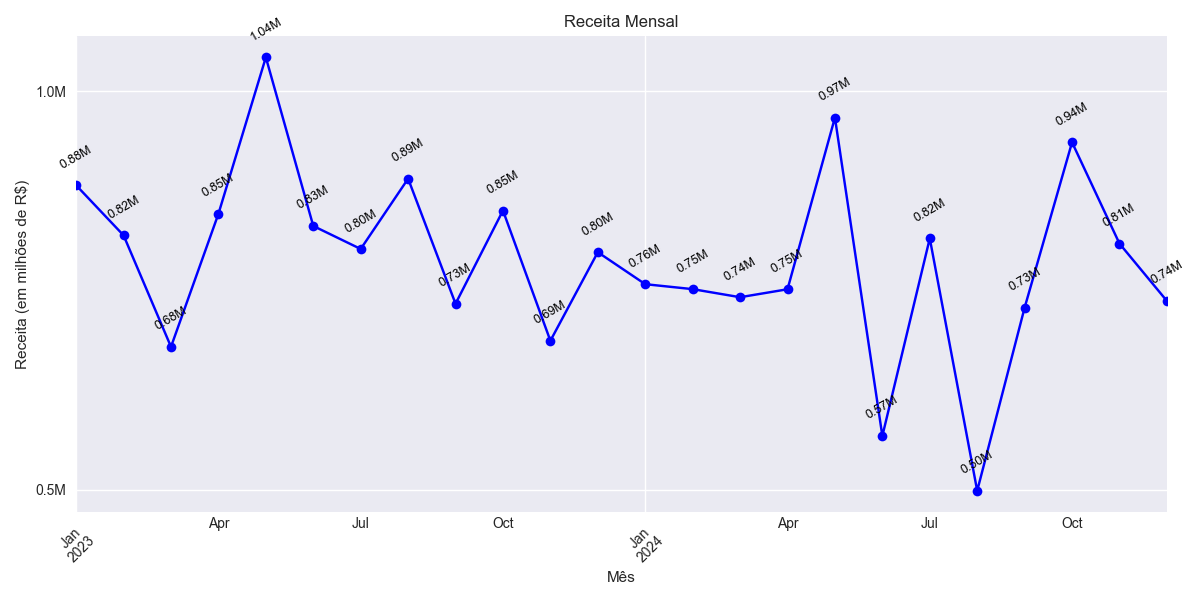 Receita Mensal
Receita (em milhões de R$)
1.0M
0.5M
0.88M
0.82M
0.68M
0.85M
1.04M
0.83M
0.80M
0.89M
0.73M
0.85M
0.69M
0.80M
0.76M
0.75M
0.74M
0.75M
0.97M
0.57M
0.82M
0.50M
0.73M
0.94M
0.81M
0.74M
Jan
2023
Apr
Jul
Oct
Jan
2024
Apr
Jul
Oct
Mês